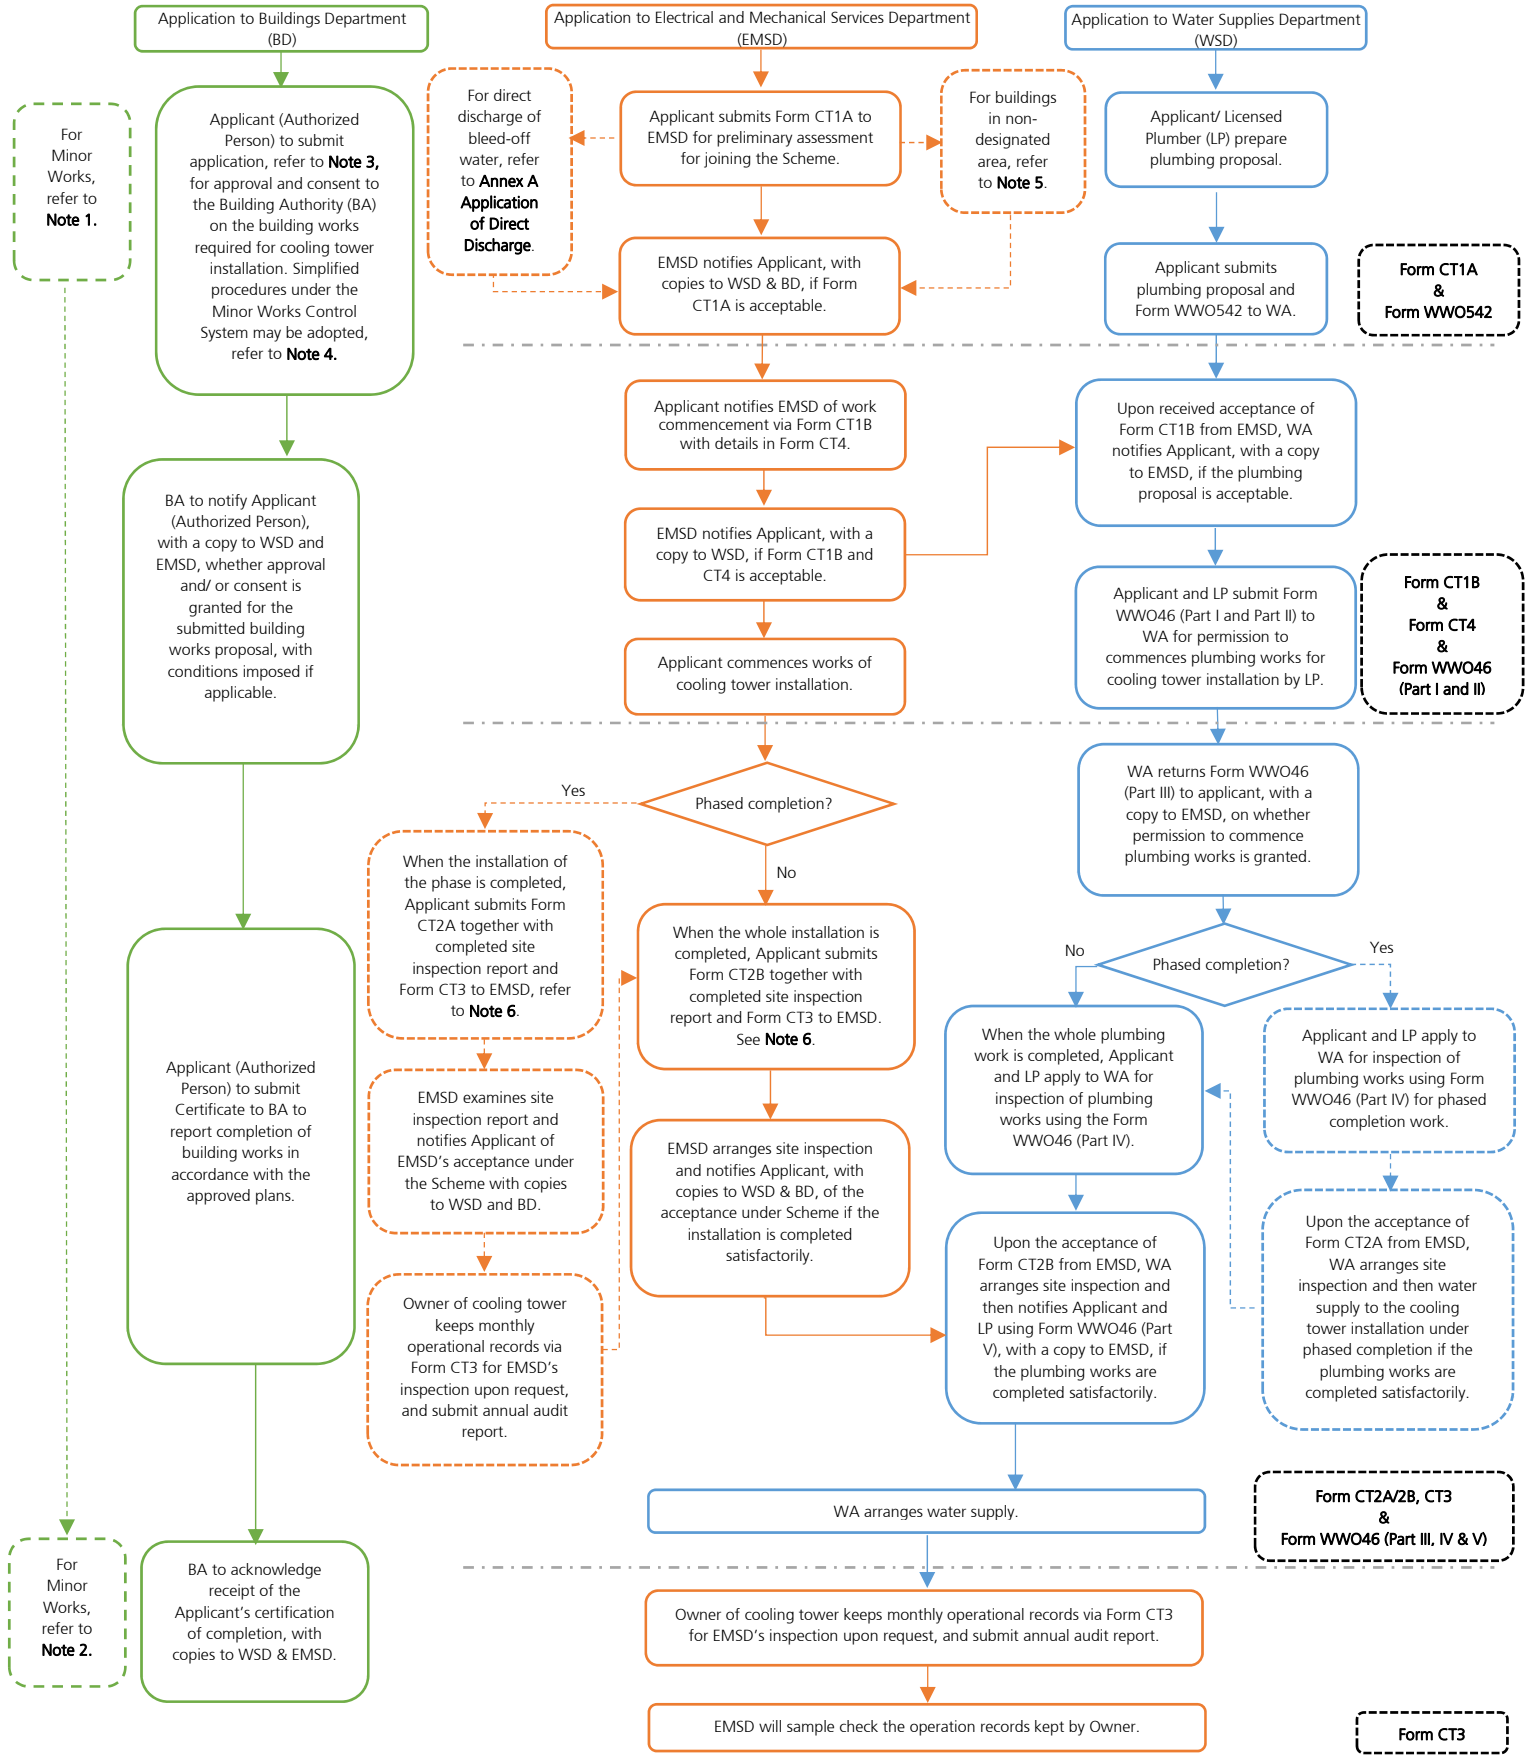 Application to Buildings Department
(BD)
For
Minor
Works,
refer to
Note 1.
Applicant (Authorized
Person) to submit
application, refer to Note 3,
for approval and consent to
the Building Authority (BA)
on the building works
required for cooling tower
installation. Simplified
procedures under the
Minor Works Control
System may be adopted,
refer to Note 4.
BA to notify Applicant
(Authorized Person),
with a copy to WSD and
EMSD, whether approval
and/ or consent is
granted for the
submitted building
works proposal, with
conditions imposed if
applicable.
Applicant (Authorized
Person) to submit
Certificate to BA to
report completion of
building works in
accordance with the
approved plans.
For
Minor
Works,
refer to
Note 2.
BA to acknowledge
receipt of the
Applicant's certification
of completion, with
copies to WSD & EMSD.
Application to Electrical and Mechanical Services Department
(EMSD)
For direct
discharge of
bleed-off
water, refer
to Annex A
Application
of Direct
Discharge.
Applicant submits Form CT1A to
EMSD for preliminary assessment
for joining the Scheme.
For buildings
in non-
designated
area, refer
to Note 5.
EMSD notifies Applicant, with
copies to WSD & BD, if Form
CT1A is acceptable.
Applicant notifies EMSD of work
commencement via Form CT1B
with details in Form CT4.
EMSD notifies Applicant, with a
copy to WSD, if Form CT1B and
CT4 is acceptable.
Applicant commences works of
cooling tower installation.
Phased completion?
Yes
No
When the installation of
the phase is completed,
Applicant submits Form
CT2A together with
completed site
inspection report and
Form CT3 to EMSD, refer
to Note 6.
EMSD examines site
inspection report and
notifies Applicant of
EMSD's acceptance under
the Scheme with copies
to WSD and BD.
Owner of cooling tower
keeps monthly
operational records via
Form CT3 for EMSD's
inspection upon request,
and submit annual audit
report.
When the whole installation is
completed, Applicant submits
Form CT2B together with
completed site inspection
report and Form CT3 to EMSD.
See Note 6.
EMSD arranges site inspection
and notifies Applicant, with
copies to WSD & BD, of the
acceptance under Scheme if the
installation is completed
satisfactorily.
Application to Water Supplies Department
(WSD)
Applicant/ Licensed
Plumber (LP) prepare
plumbing proposal.
Applicant submits
plumbing proposal and
Form WWO542 to WA.
Form CT1A
&
Form WWO542
Upon received acceptance of
Form CT1B from EMSD, WA
notifies Applicant, with a copy
to EMSD, if the plumbing
proposal is acceptable.
Applicant and LP submit Form
WWO46 (Part I and Part II) to
WA for permission to
commences plumbing works for
cooling tower installation by LP.
Form CT1B
&
Form CT4
&
Form WWO46
(Part I and II)
WA returns Form WWO46
(Part III) to applicant, with a
copy to EMSD, on whether
permission to commence
plumbing works is granted.
Phased completion?
No
Yes
When the whole plumbing
work is completed, Applicant
and LP apply to WA for
inspection of plumbing
works using the Form
WWO46 (Part IV).
Applicant and LP apply to
WA for inspection of
plumbing works using Form
WWO46 (Part IV) for phased
completion work.
Upon the acceptance of
Form CT2B from EMSD, WA
arranges site inspection and
then notifies Applicant and
LP using Form WWO46 (Part
V), with a copy to EMSD, if
the plumbing works are
completed satisfactorily.
Upon the acceptance of
Form CT2A from EMSD,
WA arranges site
inspection and then water
supply to the cooling
tower installation under
phased completion if the
plumbing works are
completed satisfactorily.
WA arranges water supply.
Form CT2A/2B, CT3
&
Form WWO46 (Part III, IV & V)
Owner of cooling tower keeps monthly operational records via Form CT3
for EMSD's inspection upon request, and submit annual audit report.
EMSD will sample check the operation records kept by Owner.
Form CT3